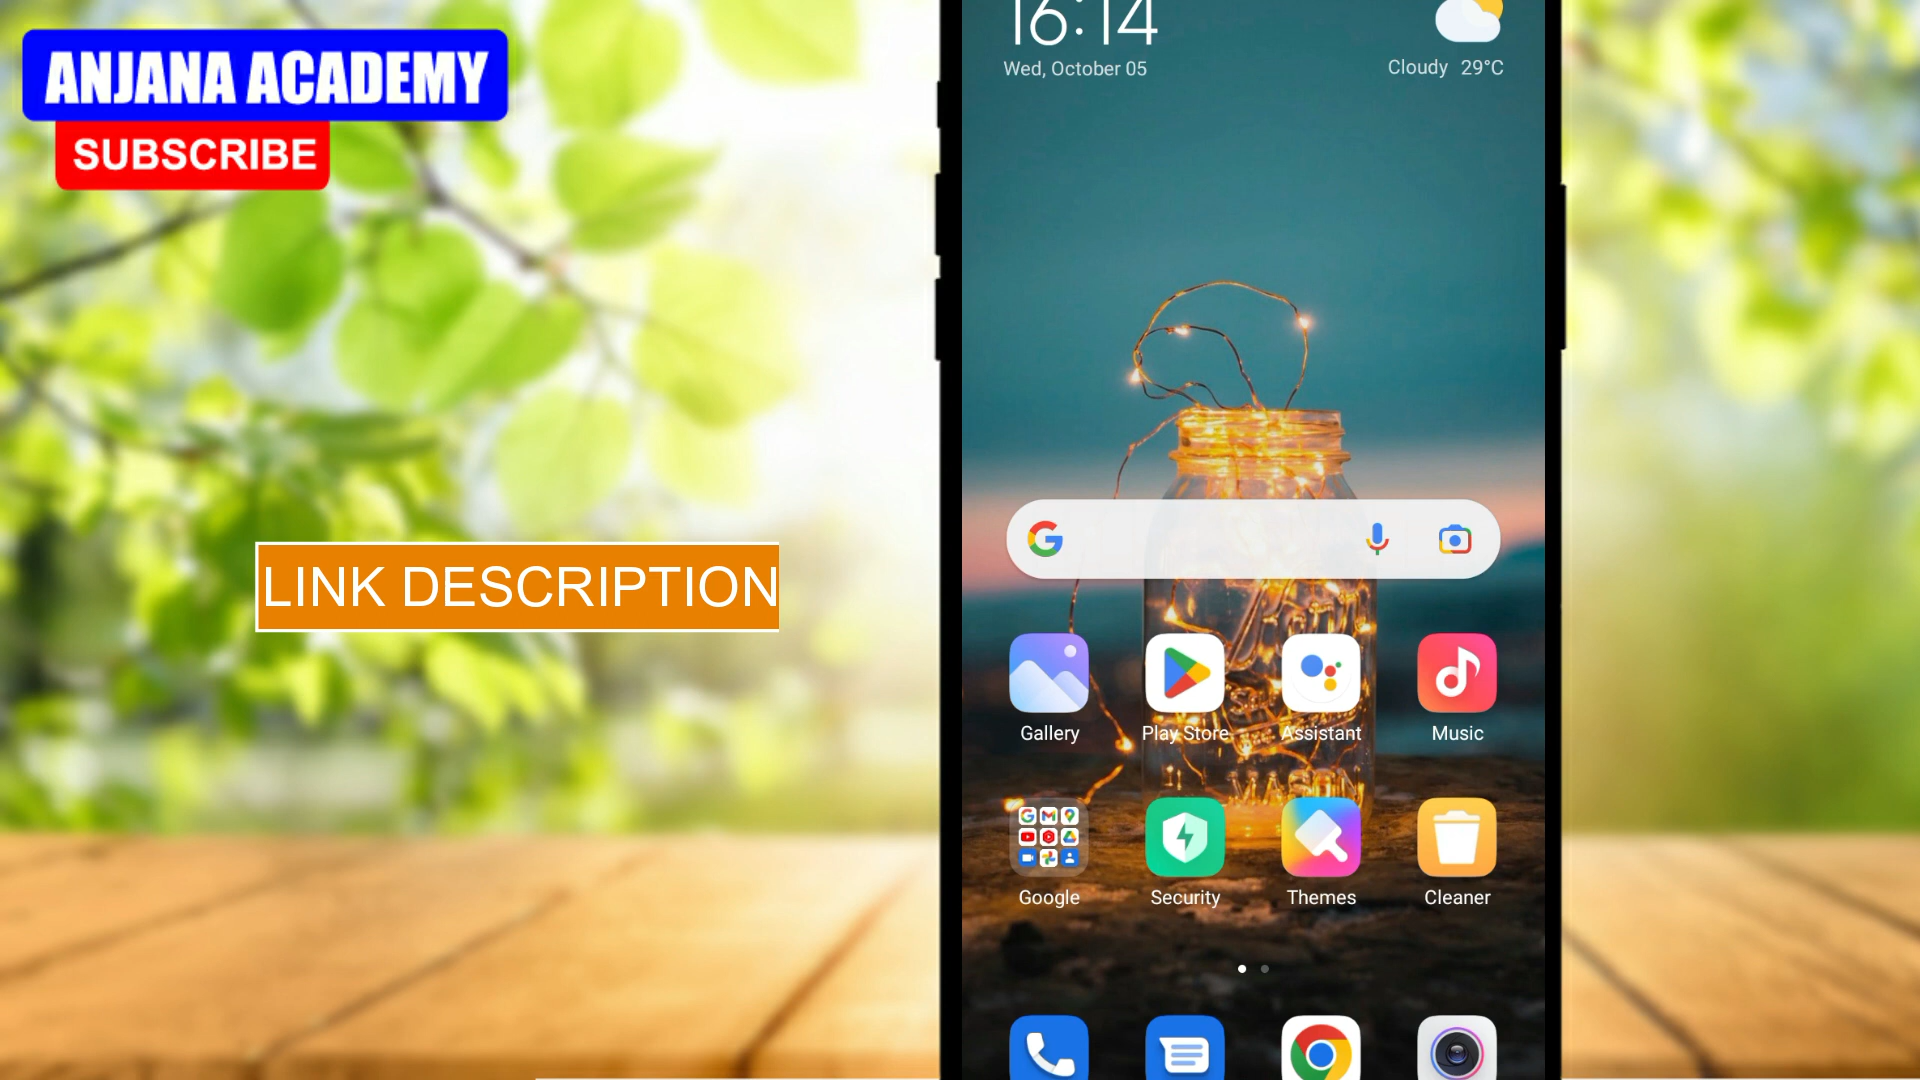 ANJANA ACADEMY
SUBSCRIBE
LINK DESCRIPTION
16:14
Wed, October 05
Cloudy 29°C
Gallery
Play Store
Assistant
Music
Google
Security
Themes
Cleaner